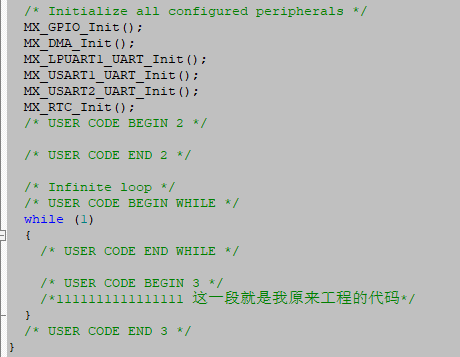 /* Initialize all configured peripherals */
MX_GPIO_Init();
MX_DMA_Init();
MX_LPUART1_UART_Init();
MX_USART1_UART_Init();
MX_USART2_UART_Init();
MX_RTC_Init();
/* USER CODE BEGIN 2 */
/* USER CODE END 2 */
/* Infinite loop */
/* USER CODE BEGIN WHILE */
while (1)
{
/* USER CODE END WHILE */
/* USER CODE BEGIN 3 */
/*1111111111111111 这一段就是我原来工程的代码*/
}
/* USER CODE END 3 */
}